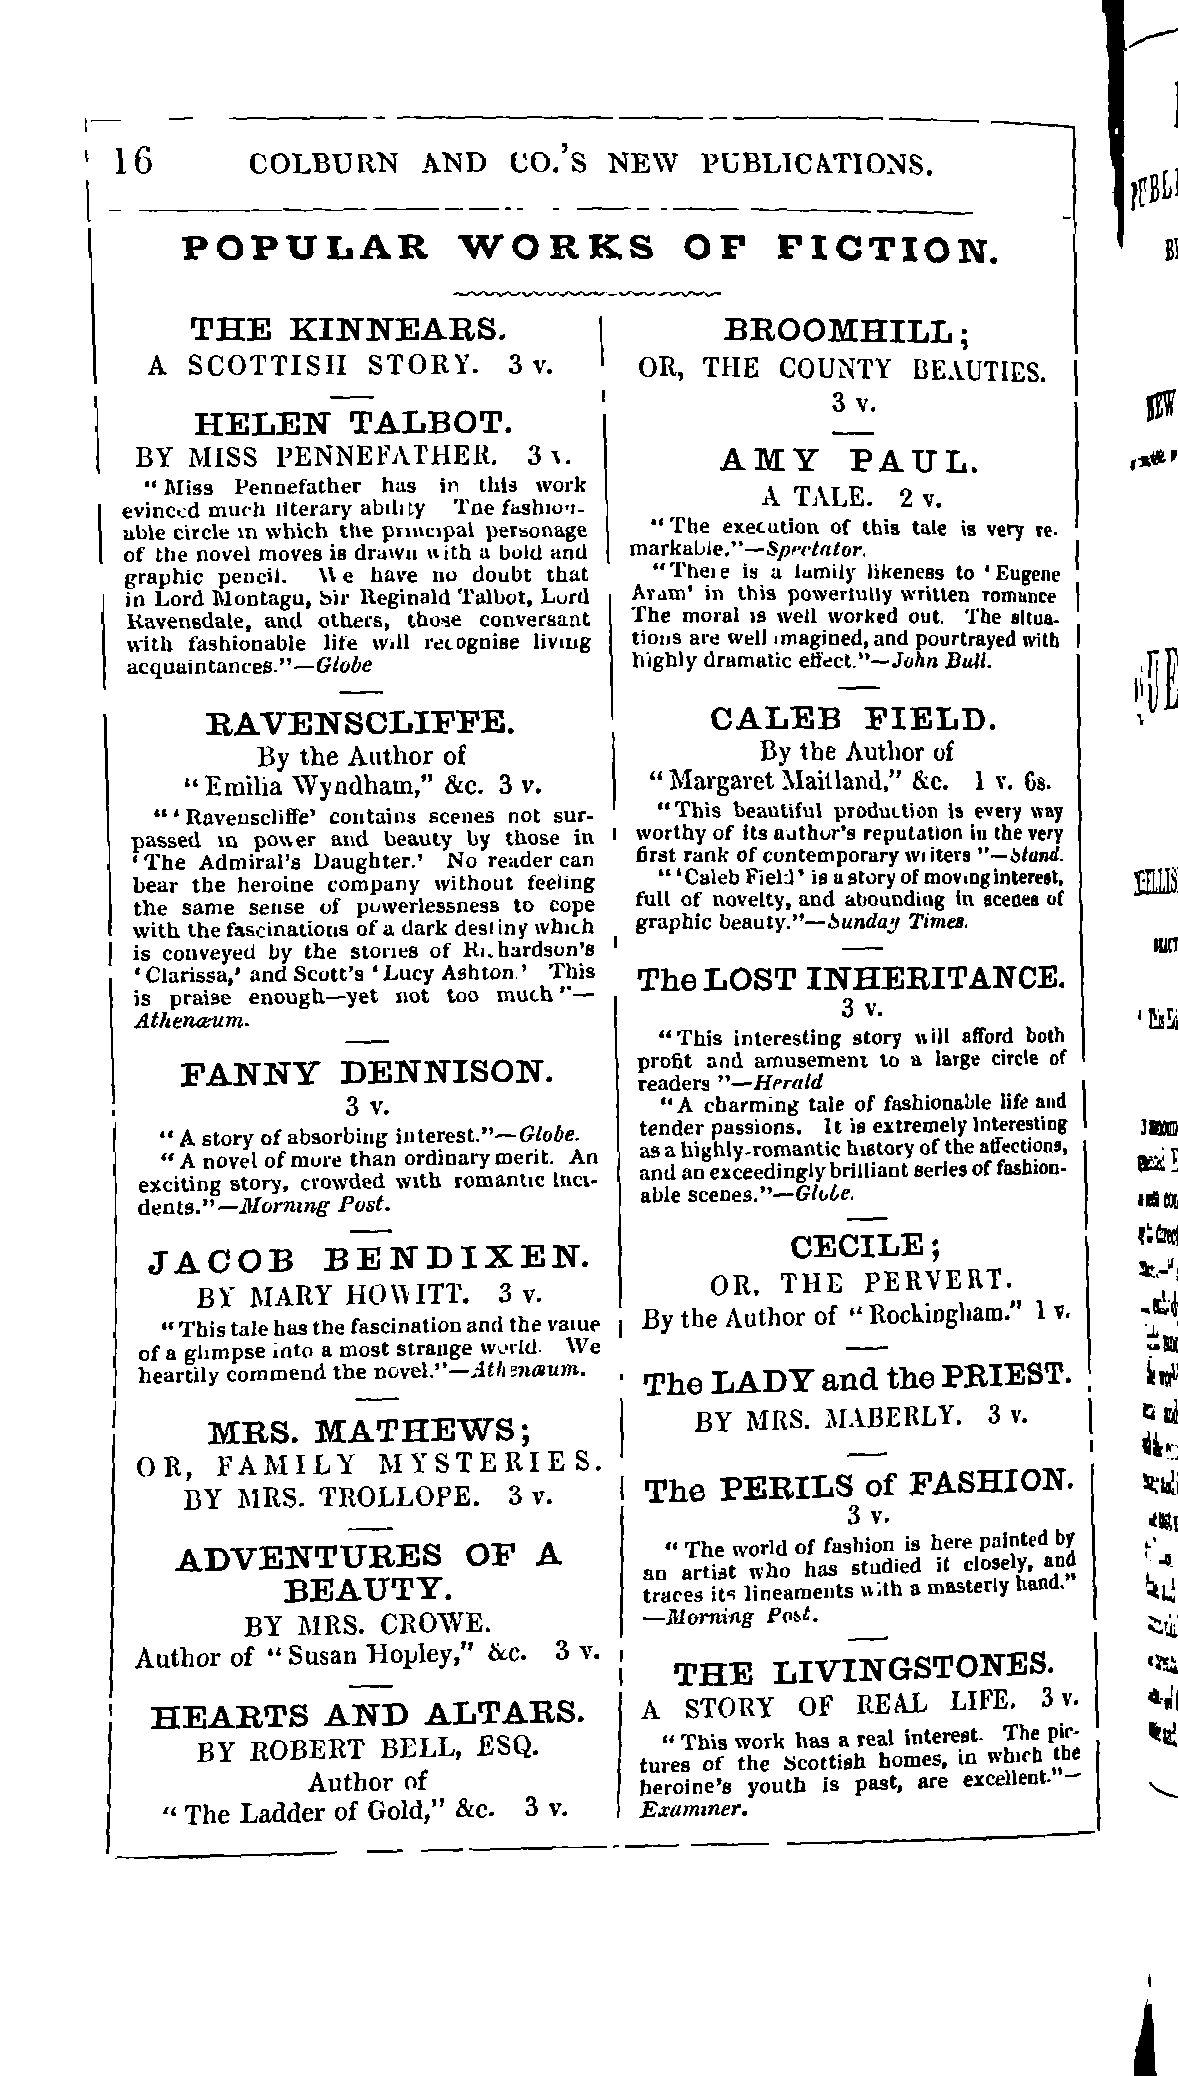 16 COLBURN AND CO.'S NEW PUBLICATIONS.
POPULAR WORKS OF FICTION.
THE KINNEARS.
A SCOTTISH STORY. 3 v.
HELEN TALBOT.
BY MISS PENNEFATHER. 3 v.
"Miss Pennefather has in this work
evinced much literary ability The fashion-
able circle in which the principal personage
of the novel moves is drawn with a bold and
graphic pencil. We have no doubt that
in Lord Montagu, Sir Reginald Talbot, Lord
Ravensdale, and others, those conversant
with fashionable life will recognise living
acquaintances."—Globe
RAVENSCLIFFE.
By the Author of
"Emilia Wyndham," &c. 3 v.
"'Ravenscliffe' contains scenes not sur-
passed in power and beauty by those in
'The Admiral's Daughter.' No reader can
bear the heroine company without feeling
the same sense of powerlessness to cope
with the fascinations of a dark destiny which
is conveyed by the stories of Richardson's
'Clarissa,' and Scott's 'Lucy Ashton.' This
is praise enough—yet not too much"—
Athenæum.
FANNY DENNISON.
3 v.
"A story of absorbing interest."—Globe.
"A novel of more than ordinary merit. An
exciting story, crowded with romantic inci-
dents."—Morning Post.
JACOB BENDIXEN.
BY MARY HOWITT. 3 v.
"This tale has the fascination and the value
of a glimpse into a most strange world. We
heartily commend the novel."—Athenæum.
MRS. MATHEWS;
OR, FAMILY MYSTERIES.
BY MRS. TROLLOPE. 3 v.
ADVENTURES OF A
BEAUTY.
BY MRS. CROWE.
Author of "Susan Hopley," &c. 3 v.
HEARTS AND ALTARS.
BY ROBERT BELL, ESQ.
Author of
"The Ladder of Gold," &c. 3 v.
BROOMHILL;
OR, THE COUNTY BEAUTIES.
3 v.
AMY PAUL.
A TALE. 2 v.
"The execution of this tale is very re-
markable."—Spectator.
"There is a family likeness to 'Eugene
Aram' in this powerfully written romance
The moral is well worked out. The situa-
tions are well imagined, and pourtrayed with
highly dramatic effect."—John Bull.
CALEB FIELD.
By the Author of
"Margaret Maitland," &c. 1 v. 6s.
"This beautiful production is every way
worthy of its author's reputation in the very
first rank of contemporary writers"—Stand.
"'Caleb Field' is a story of moving interest,
full of novelty, and abounding in scenes of
graphic beauty."—Sunday Times.
The LOST INHERITANCE.
3 v.
"This interesting story will afford both
profit and amusement to a large circle of
readers"—Herald
"A charming tale of fashionable life and
tender passions. It is extremely interesting
as a highly-romantic history of the affections,
and an exceedingly brilliant series of fashion-
able scenes."—Globe.
CECILE;
OR, THE PERVERT.
By the Author of "Rockingham." 1 v.
The LADY and the PRIEST.
BY MRS. MABERLY. 3 v.
The PERILS of FASHION.
3 v.
"The world of fashion is here painted by
an artist who has studied it closely, and
traces its lineaments with a masterly hand."
—Morning Post.
THE LIVINGSTONES.
A STORY OF REAL LIFE. 3 v.
"This work has a real interest. The pic-
tures of the Scottish homes, in which the
heroine's youth is past, are excellent."—
Examiner.